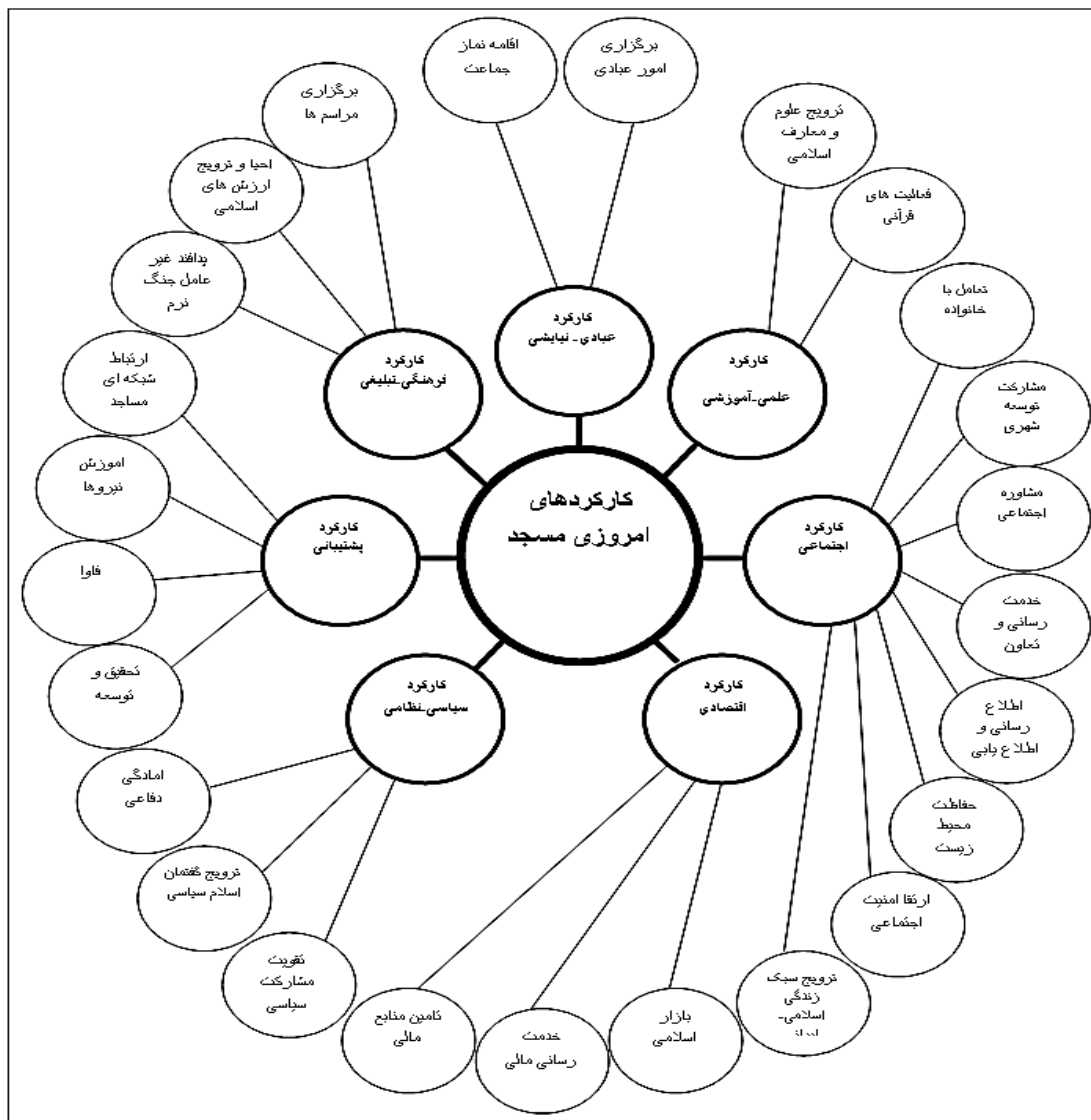 اقامه نماز
جماعت
برگزاری
امور عبادی
برگزاری
مراسم ها
ترویج علوم
و معارف
اسلامی
احیا و ترویج
ارزش های
اسلامی
فعالیت های
قرآنی
پدافند غیر
عامل جنگ
نرم
تعامل با
خانواده
کارکرد
عبادی - نیایشی
کارکرد
فرهنگی-تبلیغی
کارکرد
علمی-آموزشی
ارتباط
شبکه ای
مساجد
مشارکت
توسعه
شهری
اموزش
نیروها
کارکردهای
امروزی مسجد
مشاوره
اجتماعی
کارکرد
پشتیبانی
کارکرد
اجتماعی
فاوا
خدمت
رسانی و
تعاون
تحقیق و
توسعه
کارکرد
سیاسی-نظامی
کارکرد
اقتصادی
اطلاع
رسانی و
اطلاع یابی
امادگی
دفاعی
حفاظت
محیط
زیست
ترویج گفتمان
اسلام سیاسی
ارتقا امنیت
اجتماعی
تقویت
مشارکت
سیاسی
تامین منابع
مالی
خدمت
رسانی مالی
بازار
اسلامی
ترویج سبک
زندگی
اسلامی-